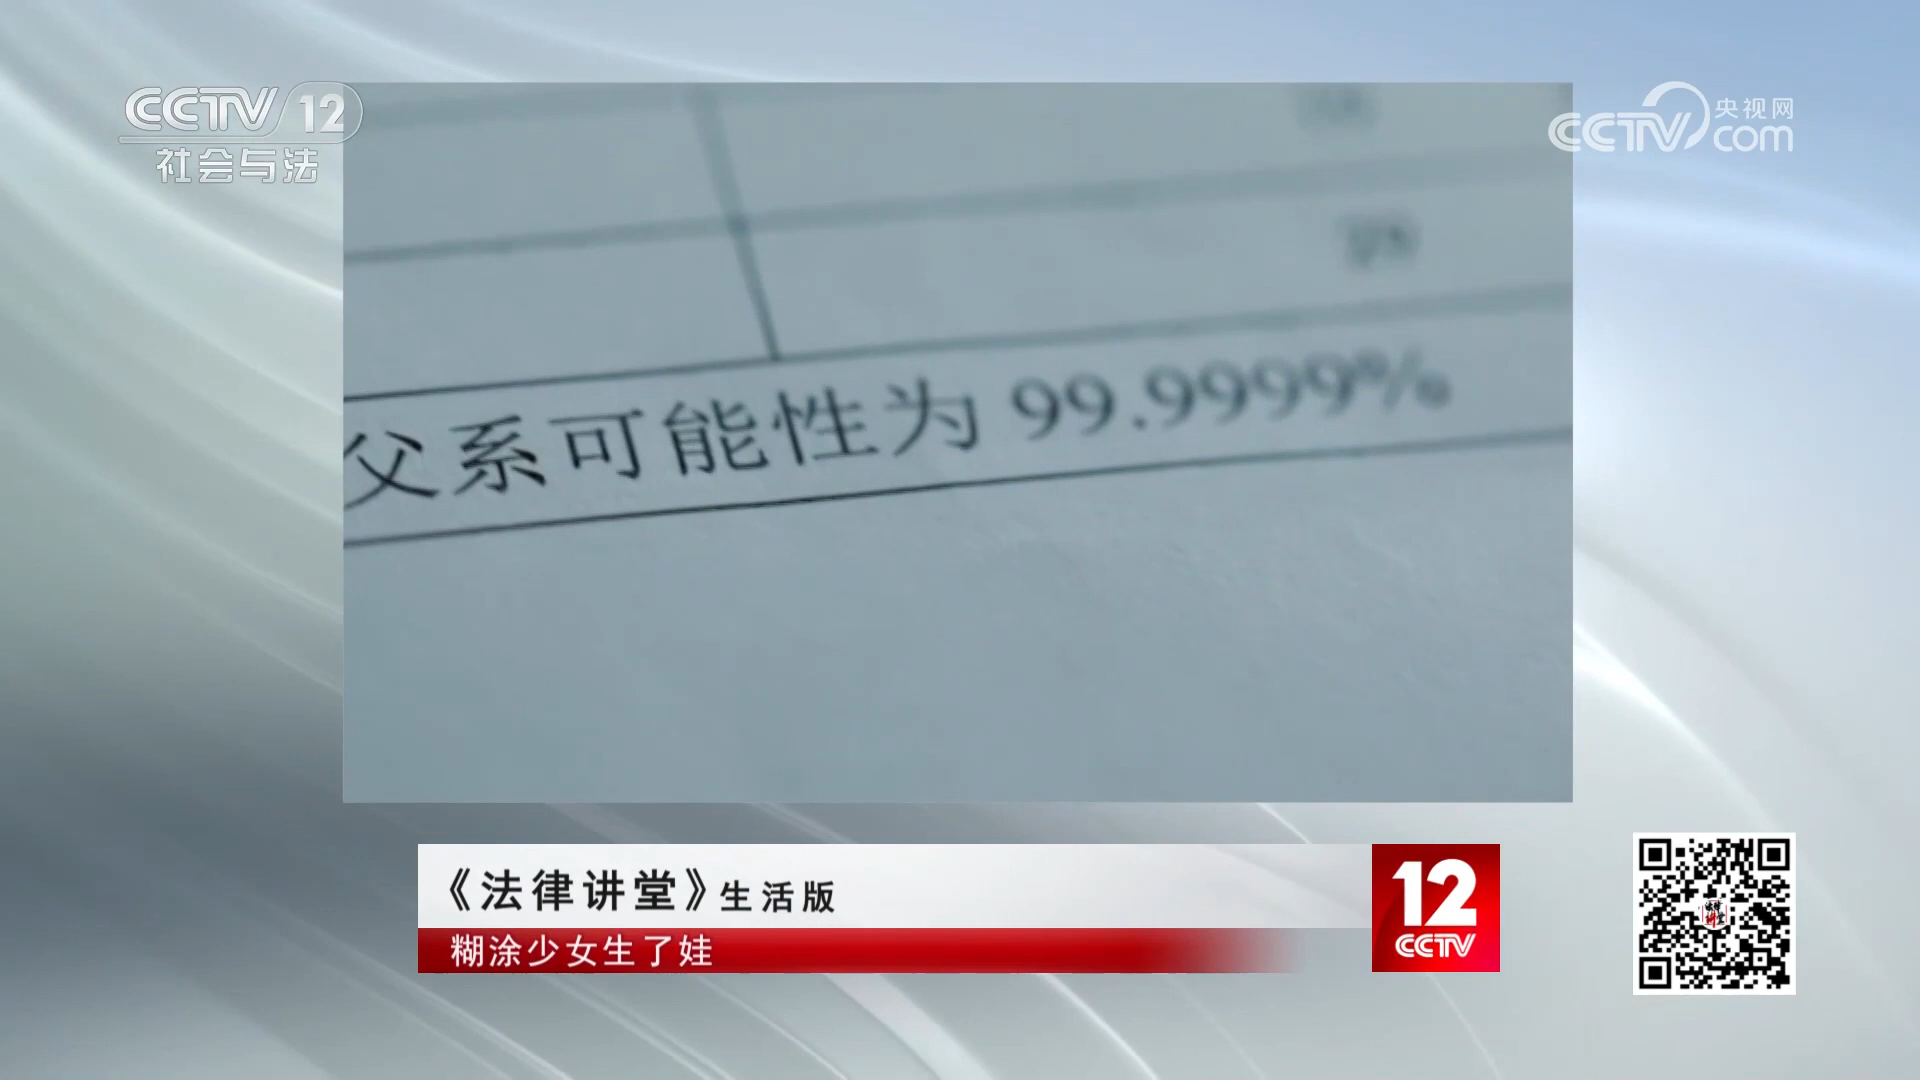 CCTV 12
社会与法
央视网
CCTV.com
父系可能性为 99.9999%
《法律讲堂》生活版
糊涂少女生了娃
12
CCTV